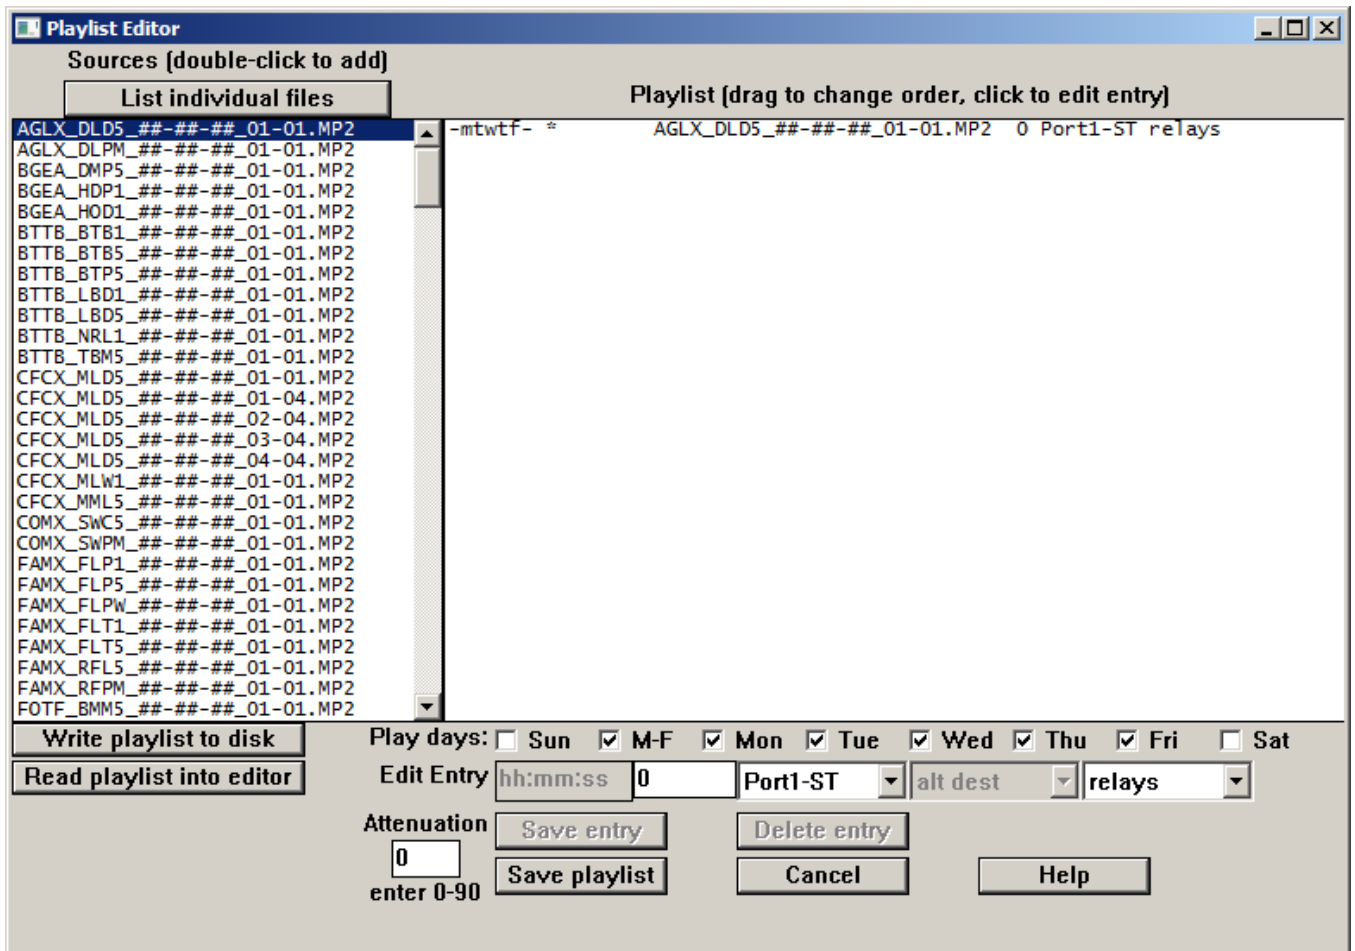 Playlist Editor
Sources (double-click to add)
List individual files
Playlist (drag to change order, click to edit entry)
AGLX_DLD5_##-##-##_01-01.MP2
AGLX_DLPM_##-##-##_01-01.MP2
BGEA_DMP5_##-##-##_01-01.MP2
BGEA_HDP1_##-##-##_01-01.MP2
BGEA_HOD1_##-##-##_01-01.MP2
BTTB_BTB1_##-##-##_01-01.MP2
BTTB_BTB5_##-##-##_01-01.MP2
BTTB_BTP5_##-##-##_01-01.MP2
BTTB_LBD1_##-##-##_01-01.MP2
BTTB_LBD5_##-##-##_01-01.MP2
BTTB_NRL1_##-##-##_01-01.MP2
BTTB_TBM5_##-##-##_01-01.MP2
CFCX_MLD5_##-##-##_01-01.MP2
CFCX_MLD5_##-##-##_01-04.MP2
CFCX_MLD5_##-##-##_02-04.MP2
CFCX_MLD5_##-##-##_03-04.MP2
CFCX_MLD5_##-##-##_04-04.MP2
CFCX_MLW1_##-##-##_01-01.MP2
CFCX_MML5_##-##-##_01-01.MP2
COMX_SWC5_##-##-##_01-01.MP2
COMX_SWPM_##-##-##_01-01.MP2
FAMX_FLP1_##-##-##_01-01.MP2
FAMX_FLP5_##-##-##_01-01.MP2
FAMX_FLPW_##-##-##_01-01.MP2
FAMX_FLT1_##-##-##_01-01.MP2
FAMX_FLT5_##-##-##_01-01.MP2
FAMX_RFL5_##-##-##_01-01.MP2
FAMX_RFPM_##-##-##_01-01.MP2
FOTF_BMM5_##-##-##_01-01.MP2
-mtwtf- * AGLX_DLD5_##-##-##_01-01.MP2 0 Port1-ST relays
Write playlist to disk
Read playlist into editor
Play days: Sun M-F Mon Tue Wed Thu Fri Sat
Edit Entry hh:mm:ss 0 Port1-ST alt dest relays
Attenuation
0
enter 0-90
Save entry Delete entry
Save playlist Cancel Help